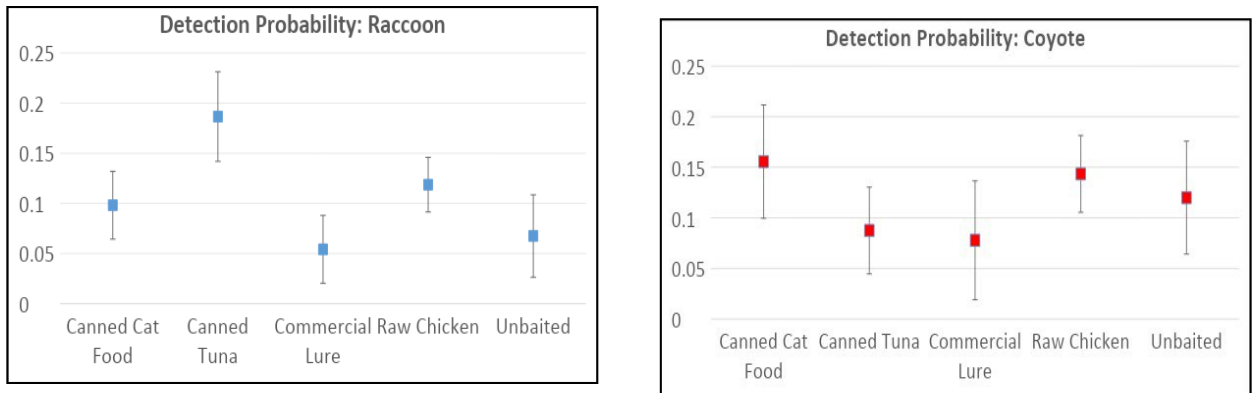 Detection Probability: Raccoon
0.25
0.2
0.15
0.1
0.05
0
Canned Cat Food
Canned Tuna
Commercial Lure
Raw Chicken
Unbaited
Detection Probability: Coyote
0.25
0.2
0.15
0.1
0.05
0
Canned Cat Food
Canned Tuna
Commercial Lure
Raw Chicken
Unbaited